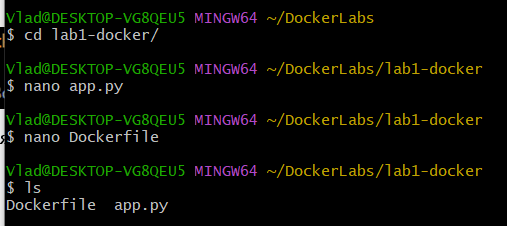 Vlad@DESKTOP-VG8QEU5 MINGW64 ~/DockerLabs
$ cd lab1-docker/
Vlad@DESKTOP-VG8QEU5 MINGW64 ~/DockerLabs/lab1-docker
$ nano app.py
Vlad@DESKTOP-VG8QEU5 MINGW64 ~/DockerLabs/lab1-docker
$ nano Dockerfile
Vlad@DESKTOP-VG8QEU5 MINGW64 ~/DockerLabs/lab1-docker
$ ls
Dockerfile  app.py